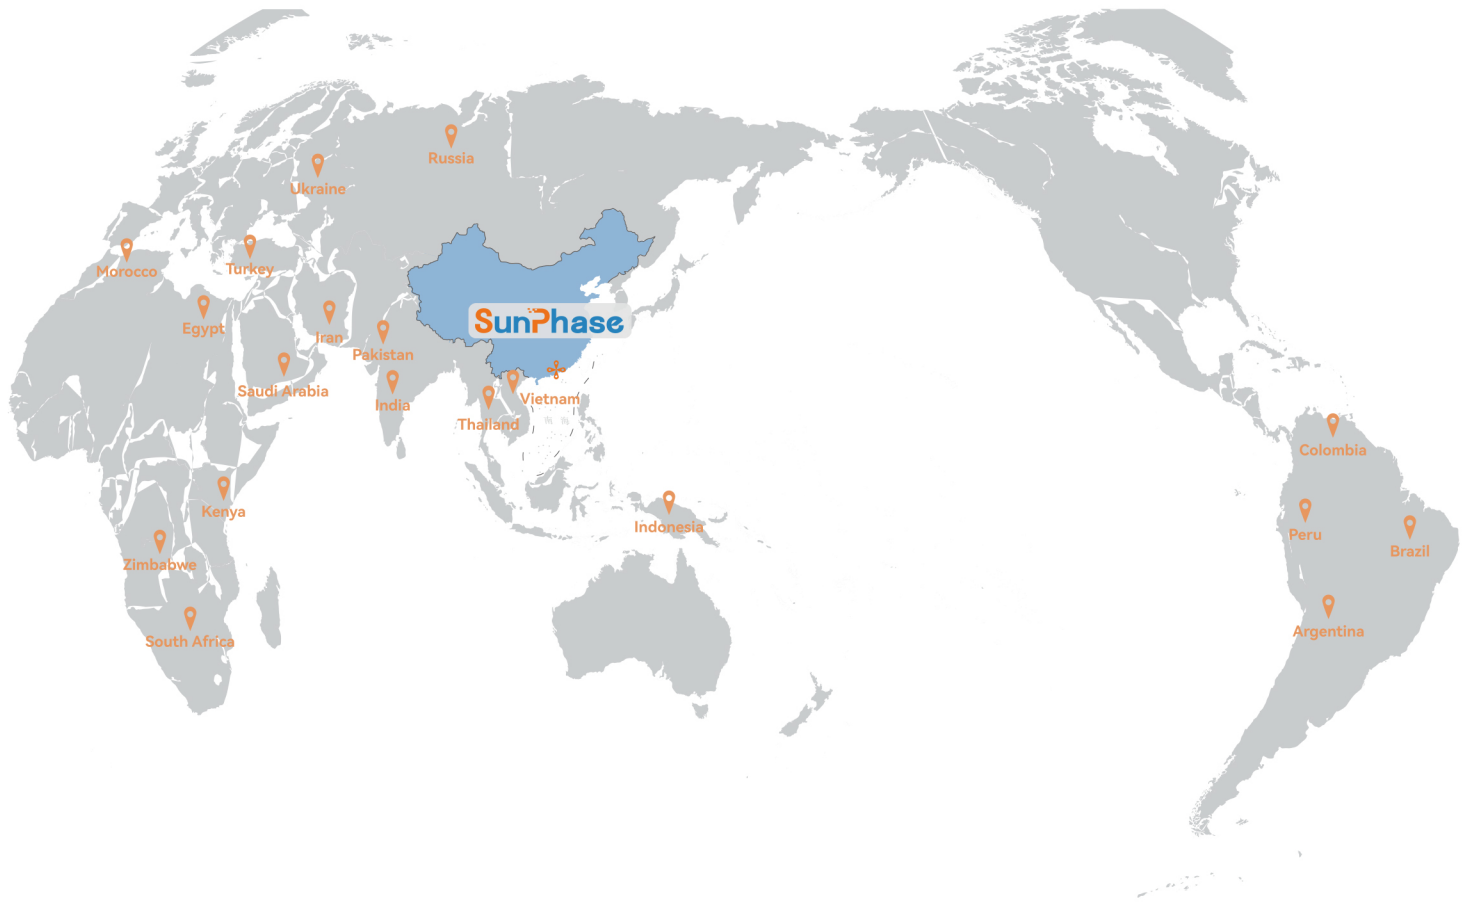 Russia
Ukraine
Morocco
Turkey
Egypt
Iran
SunPhase
Pakistan
Saudi Arabia
India
Vietnam
Thailand
Colombia
Kenya
Indonesia
Peru
Brazil
Zimbabwe
Argentina
South Africa